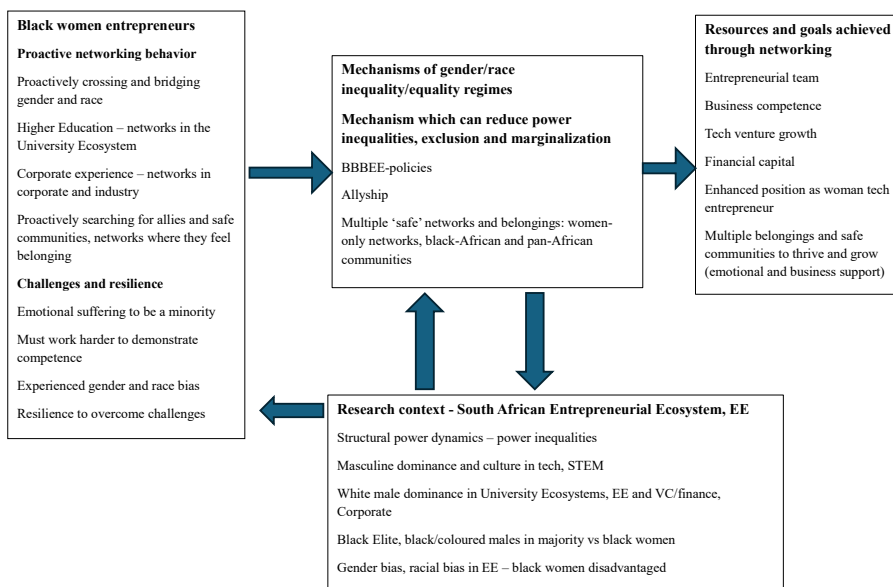 Black women entrepreneurs
Proactive networking behavior
Proactively crossing and bridging
gender and race
Higher Education – networks in the
University Ecosystem
Corporate experience – networks in
corporate and industry
Proactively searching for allies and safe
communities, networks where they feel
belonging
Challenges and resilience
Emotional suffering to be a minority
Must work harder to demonstrate
competence
Experienced gender and race bias
Resilience to overcome challenges
Mechanisms of gender/race
inequality/equality regimes
Mechanism which can reduce power
inequalities, exclusion and marginalization
BBBEE-policies
Allyship
Multiple ‘safe’ networks and belongings: women-
only networks, black-African and pan-African
communities
Resources and goals achieved
through networking
Entrepreneurial team
Business competence
Tech venture growth
Financial capital
Enhanced position as woman tech
entrepreneur
Multiple belongings and safe
communities to thrive and grow
(emotional and business support)
Research context - South African Entrepreneurial Ecosystem, EE
Structural power dynamics – power inequalities
Masculine dominance and culture in tech, STEM
White male dominance in University Ecosystems, EE and VC/finance,
Corporate
Black Elite, black/coloured males in majority vs black women
Gender bias, racial bias in EE – black women disadvantaged